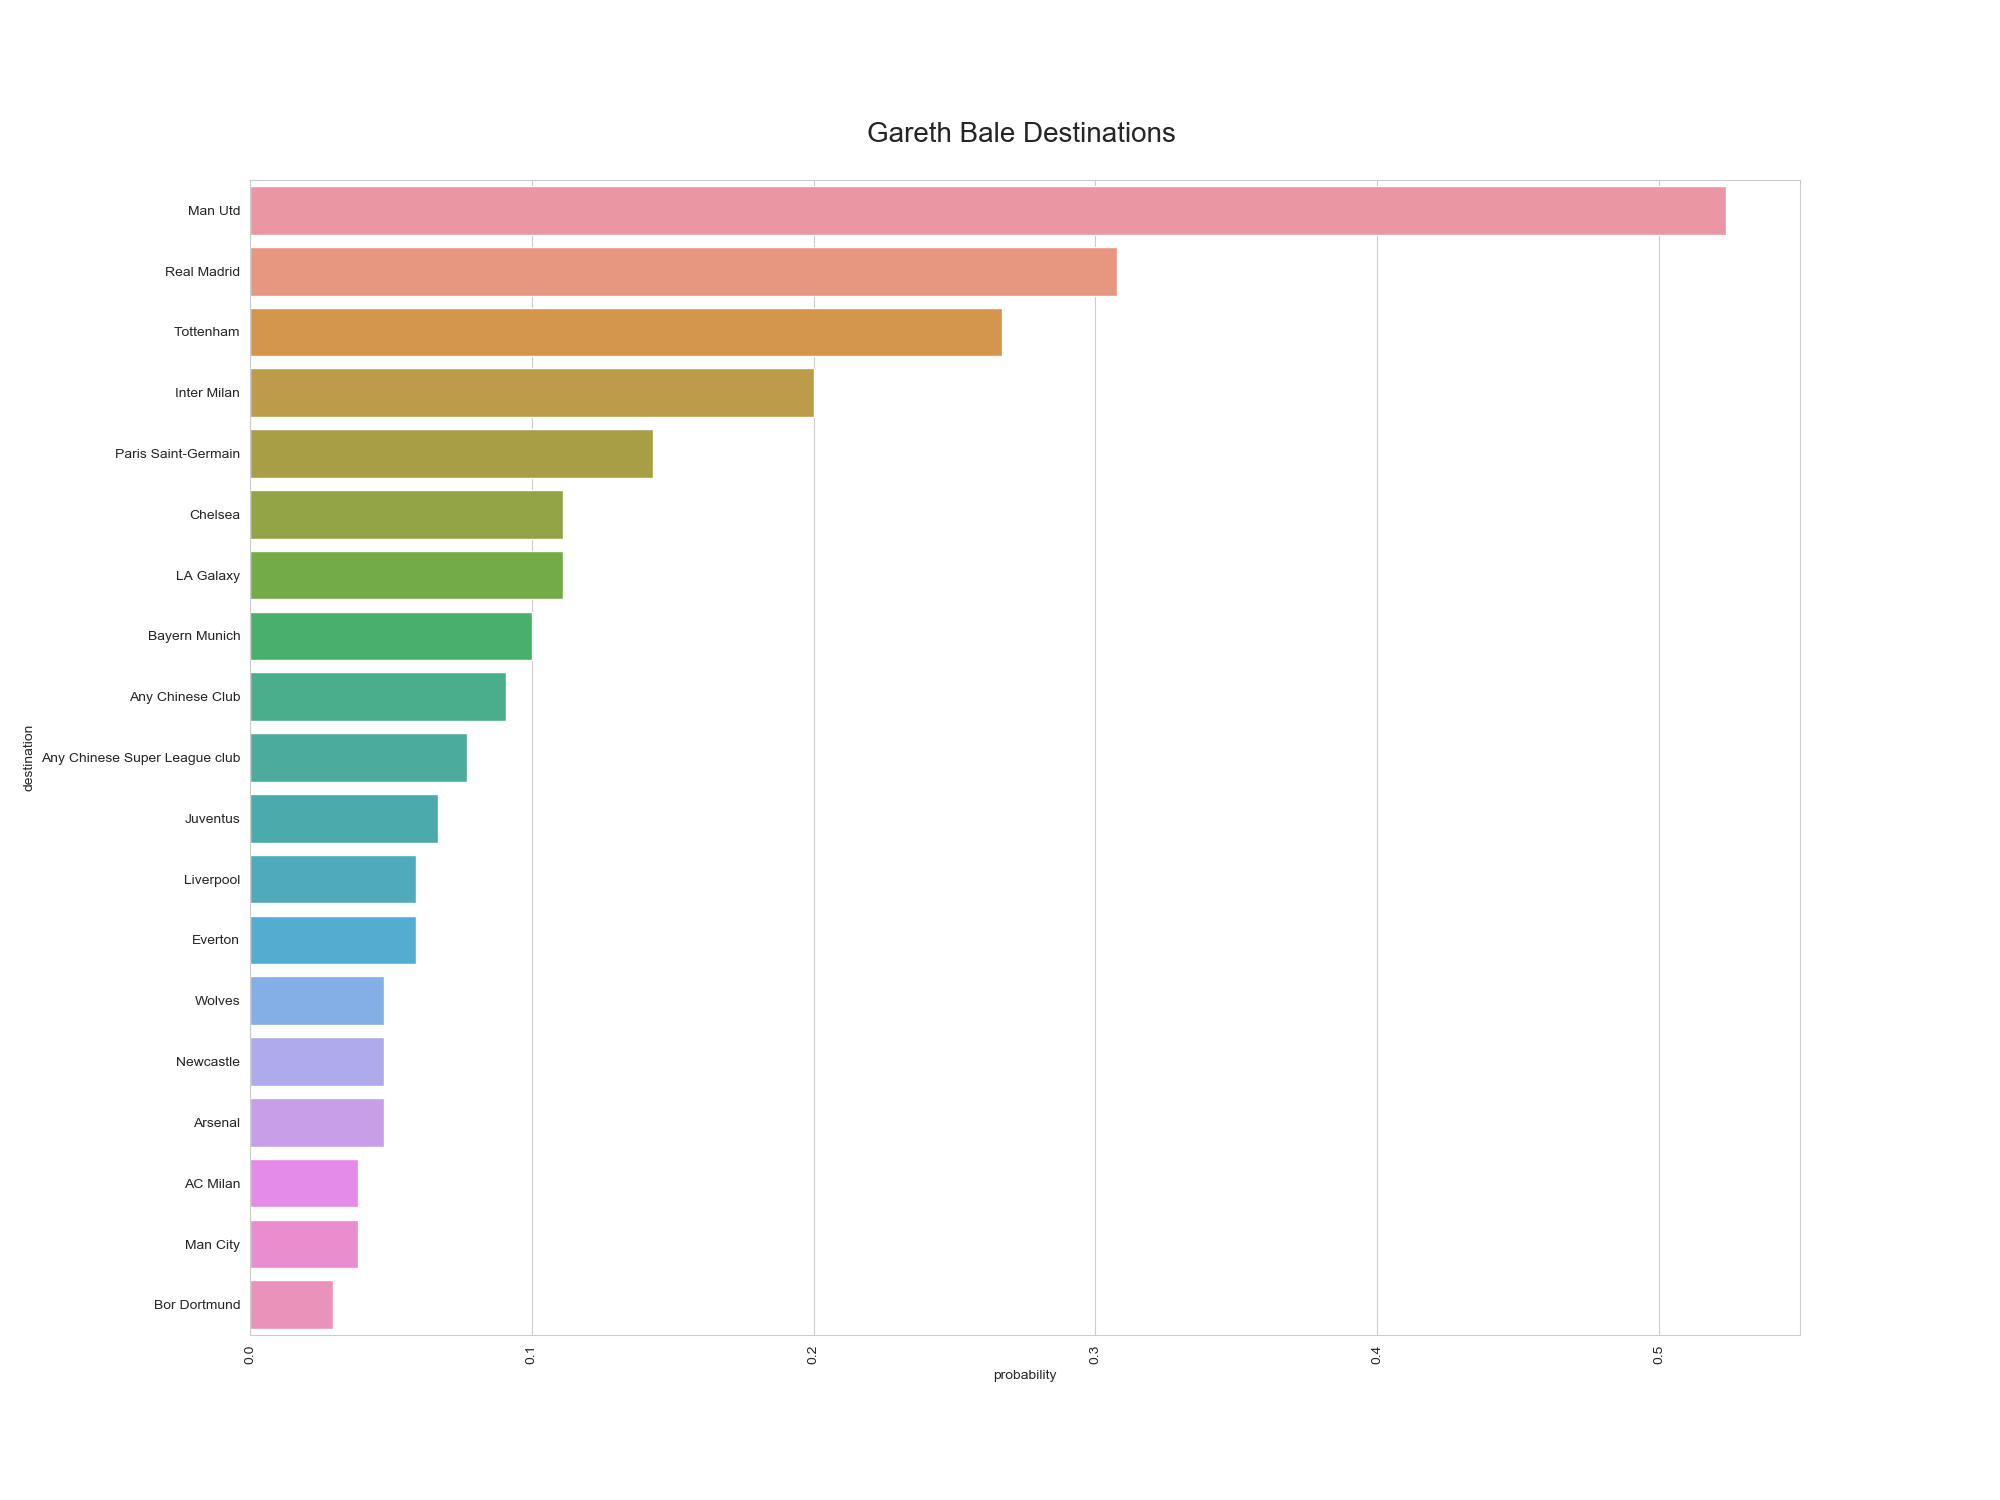 Gareth Bale Destinations
destination
Man Utd
Real Madrid
Tottenham
Inter Milan
Paris Saint-Germain
Chelsea
LA Galaxy
Bayern Munich
Any Chinese Club
Any Chinese Super League club
Juventus
Liverpool
Everton
Wolves
Newcastle
Arsenal
AC Milan
Man City
Bor Dortmund
0.0 0.1 0.2 0.3 0.4 0.5
probability